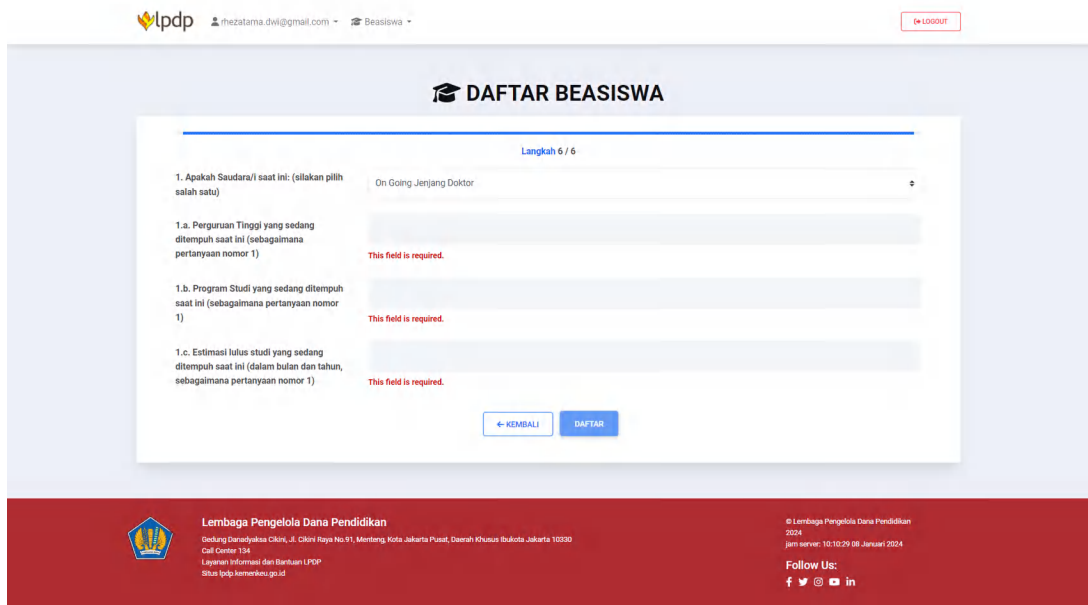 lpdp rhezatama.dwi@gmail.com Beasiswa LOGOUT
DAFTAR BEASISWA
Langkah 6 / 6
1. Apakah Saudara/i saat ini: (silakan pilih
salah satu)
On Going Jenjang Doktor
1.a. Perguruan Tinggi yang sedang
ditempuh saat ini (sebagaimana
pertanyaan nomor 1)
This field is required.
1.b. Program Studi yang sedang ditempuh
saat ini (sebagaimana pertanyaan nomor
1)
This field is required.
1.c. Estimasi lulus studi yang sedang
ditempuh saat ini (dalam bulan dan tahun,
sebagaimana pertanyaan nomor 1)
This field is required.
← KEMBALI DAFTAR
Lembaga Pengelola Dana Pendidikan
Gedung Danadyaksa Cikini, Jl. Cikini Raya No.91, Menteng, Kota Jakarta Pusat, Daerah Khusus Ibukota Jakarta 10330
Call Center 134
Layanan Informasi dan Bantuan LPDP
Situs lpdp.kemenkeu.go.id
© Lembaga Pengelola Dana Pendidikan
2024
jam server: 10:10:29 08 Januari 2024
Follow Us: